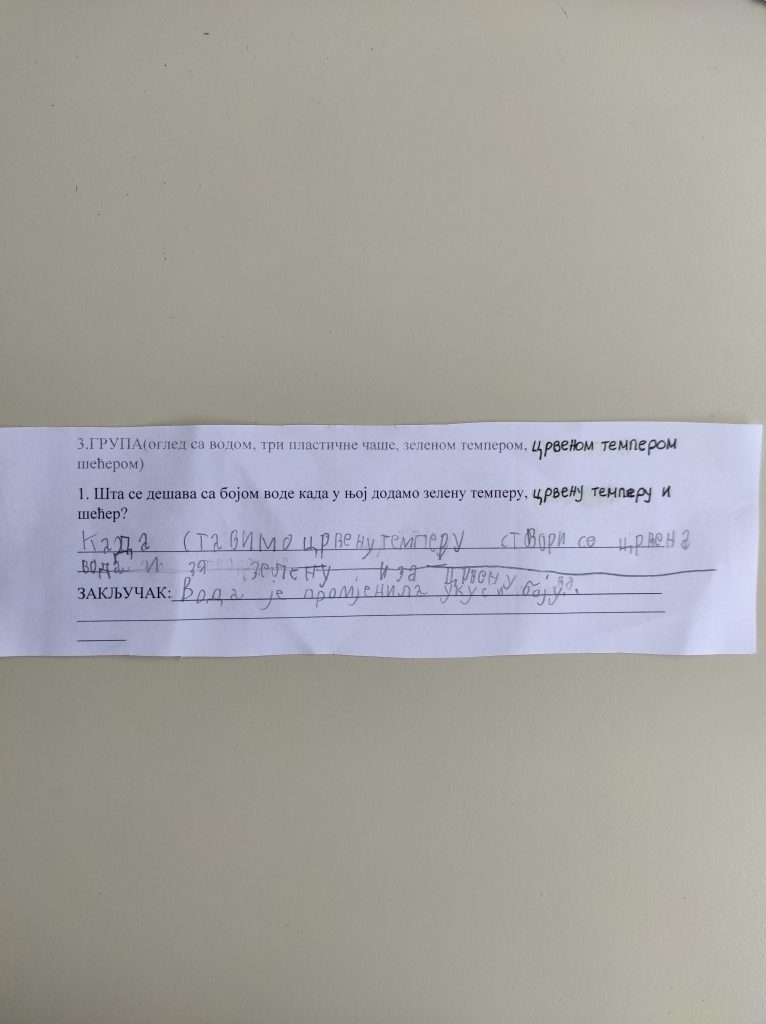 3.ГРУПА(оглед са водом, три пластичне чаше, зеленом темпером, црвеном темпером
шећером)
1. Шта се дешава са бојом воде када у њој додамо зелену темперу, црвену темперу и
шећер?
Када ставимо црвену темперу створи се црвена
вода и за зелену и за црвену
ЗАКЉУЧАК: Вода је промјенила укус и боју.